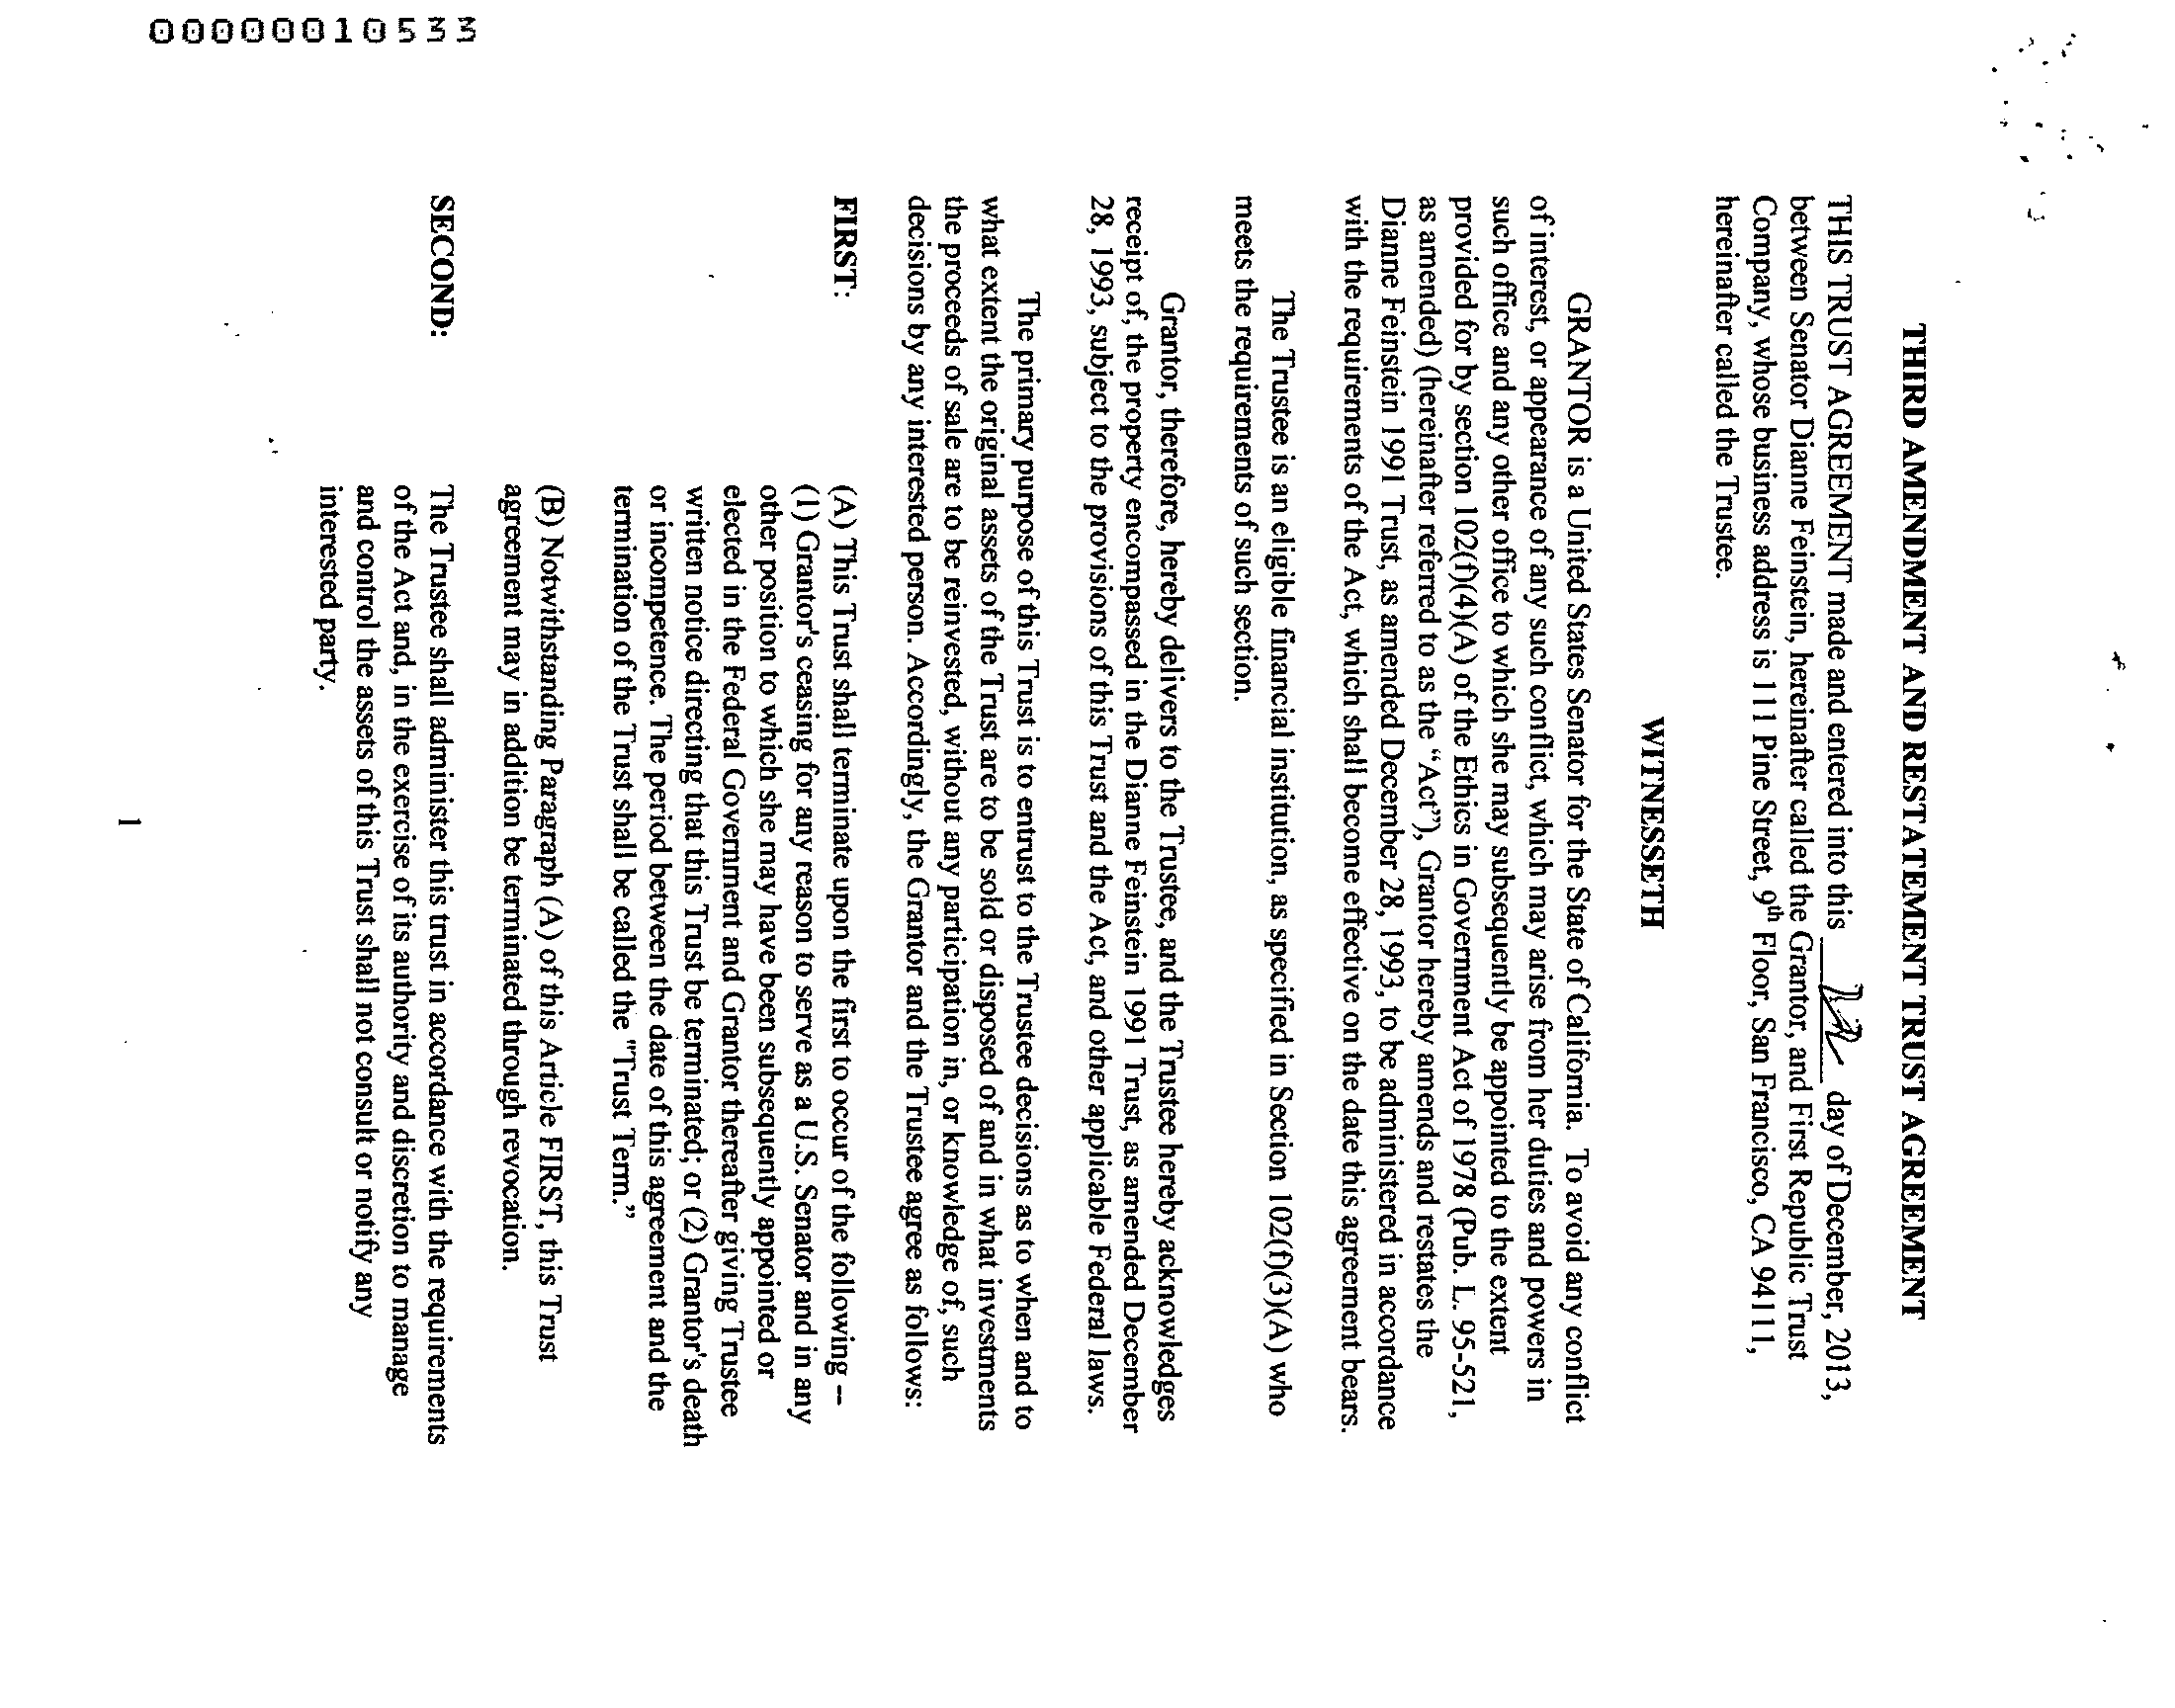 00000010533
THIRD AMENDMENT AND RESTATEMENT TRUST AGREEMENT
THIS TRUST AGREEMENT made and entered into this day of December, 2013,
between Senator Dianne Feinstein, hereinafter called the Grantor, and First Republic Trust
Company, whose business address is 111 Pine Street, 9th Floor, San Francisco, CA 94111,
hereinafter called the Trustee.
WITNESSETH
GRANTOR is a United States Senator for the State of California. To avoid any conflict
of interest, or appearance of any such conflict, which may arise from her duties and powers in
such office and any other office to which she may subsequently be appointed to the extent
provided for by section 102(f)(4)(A) of the Ethics in Government Act of 1978 (Pub. L. 95-521,
as amended) (hereinafter referred to as the "Act"), Grantor hereby amends and restates the
Dianne Feinstein 1991 Trust, as amended December 28, 1993, to be administered in accordance
with the requirements of the Act, which shall become effective on the date this agreement bears.
The Trustee is an eligible financial institution, as specified in Section 102(f)(3)(A) who
meets the requirements of such section.
Grantor, therefore, hereby delivers to the Trustee, and the Trustee hereby acknowledges
receipt of, the property encompassed in the Dianne Feinstein 1991 Trust, as amended December
28, 1993, subject to the provisions of this Trust and the Act, and other applicable Federal laws.
The primary purpose of this Trust is to entrust to the Trustee decisions as to when and to
what extent the original assets of the Trust are to be sold or disposed of and in what investments
the proceeds of sale are to be reinvested, without any participation in, or knowledge of, such
decisions by any interested person. Accordingly, the Grantor and the Trustee agree as follows:
FIRST: (A) This Trust shall terminate upon the first to occur of the following --
(1) Grantor's ceasing for any reason to serve as a U.S. Senator and in any
other position to which she may have been subsequently appointed or
elected in the Federal Government and Grantor thereafter giving Trustee
written notice directing that this Trust be terminated; or (2) Grantor's death
or incompetence. The period between the date of this agreement and the
termination of the Trust shall be called the "Trust Term."
(B) Notwithstanding Paragraph (A) of this Article FIRST, this Trust
agreement may in addition be terminated through revocation.
SECOND: The Trustee shall administer this trust in accordance with the requirements
of the Act and, in the exercise of its authority and discretion to manage
and control the assets of this Trust shall not consult or notify any
interested party.
1